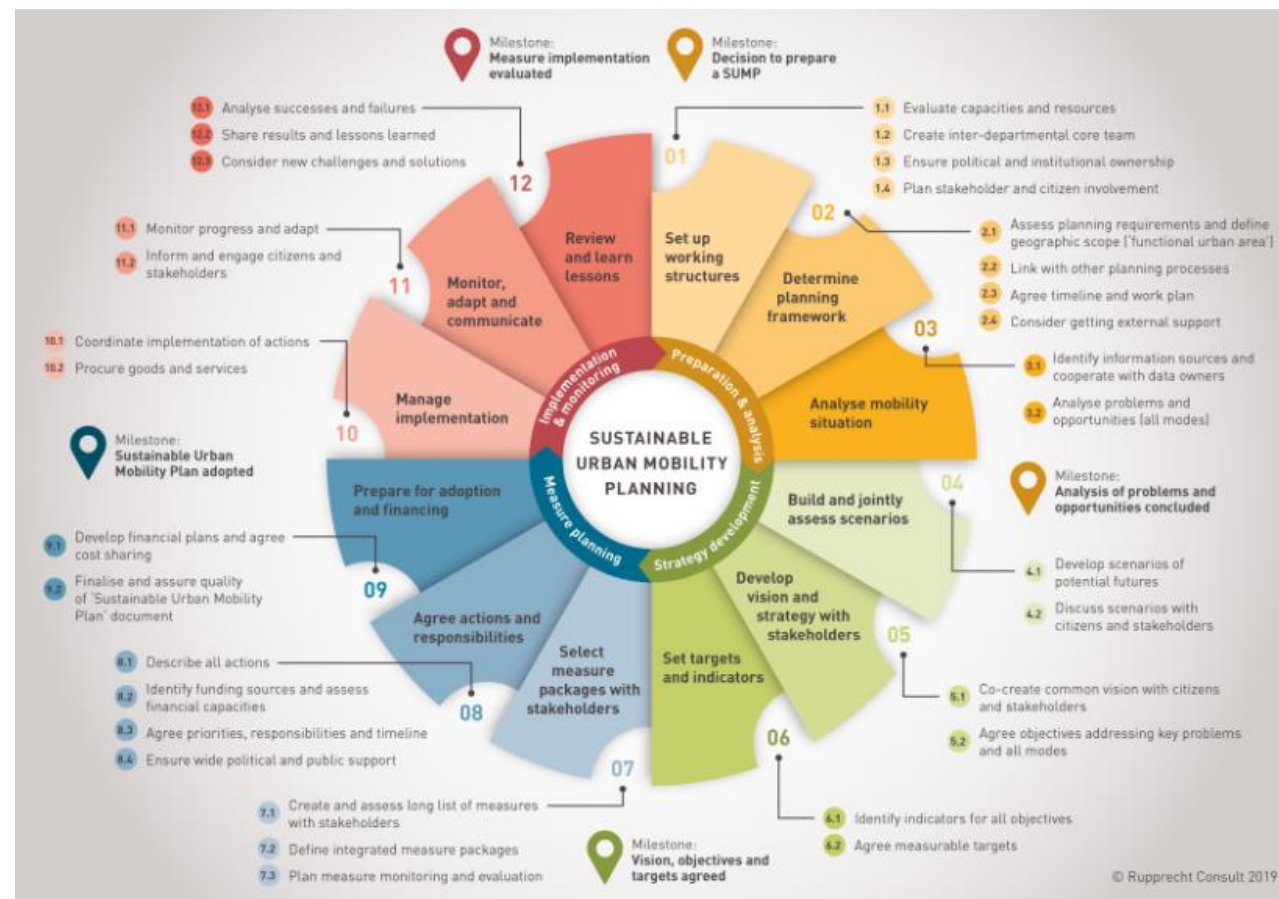 Milestone:
Measure implementation
evaluated
Milestone:
Decision to prepare
a SUMP
12.1 Analyse successes and failures
12.2 Share results and lessons learned
12.3 Consider new challenges and solutions
1.1 Evaluate capacities and resources
1.2 Create inter-departmental core team
1.3 Ensure political and institutional ownership
1.4 Plan stakeholder and citizen involvement
11.1 Monitor progress and adapt
11.2 Inform and engage citizens and
stakeholders
2.1 Assess planning requirements and define
geographic scope ('functional urban area')
2.2 Link with other planning processes
2.3 Agree timeline and work plan
2.4 Consider getting external support
10.1 Coordinate implementation of actions
10.2 Procure goods and services
3.1 Identify information sources and
cooperate with data owners
3.2 Analyse problems and
opportunities (all modes)
Milestone:
Sustainable Urban
Mobility Plan adopted
Milestone:
Analysis of problems and
opportunities concluded
01
Set up
working
structures
02
Determine
planning
framework
03
Analyse mobility
situation
04
Build and jointly
assess scenarios
05
Develop
vision and
strategy with
stakeholders
06
Set targets
and indicators
07
Select
measure
packages with
stakeholders
08
Agree actions and
responsibilities
09
Prepare for adoption
and financing
10
Manage
implementation
11
Monitor,
adapt and
communicate
12
Review
and learn
lessons
Preparation & analysis
Strategy development
Measure planning
Implementation
& monitoring
SUSTAINABLE
URBAN MOBILITY
PLANNING
9.1 Develop financial plans and agree
cost sharing
9.2 Finalise and assure quality
of 'Sustainable Urban Mobility
Plan' document
4.1 Develop scenarios of
potential futures
4.2 Discuss scenarios with
citizens and stakeholders
8.1 Describe all actions
8.2 Identify funding sources and assess
financial capacities
8.3 Agree priorities, responsibilities and timeline
8.4 Ensure wide political and public support
5.1 Co-create common vision with citizens
and stakeholders
5.2 Agree objectives addressing key problems
and all modes
7.1 Create and assess long list of measures
with stakeholders
7.2 Define integrated measure packages
7.3 Plan measure monitoring and evaluation
Milestone:
Vision, objectives and
targets agreed
6.1 Identify indicators for all objectives
6.2 Agree measurable targets
© Rupprecht Consult 2019